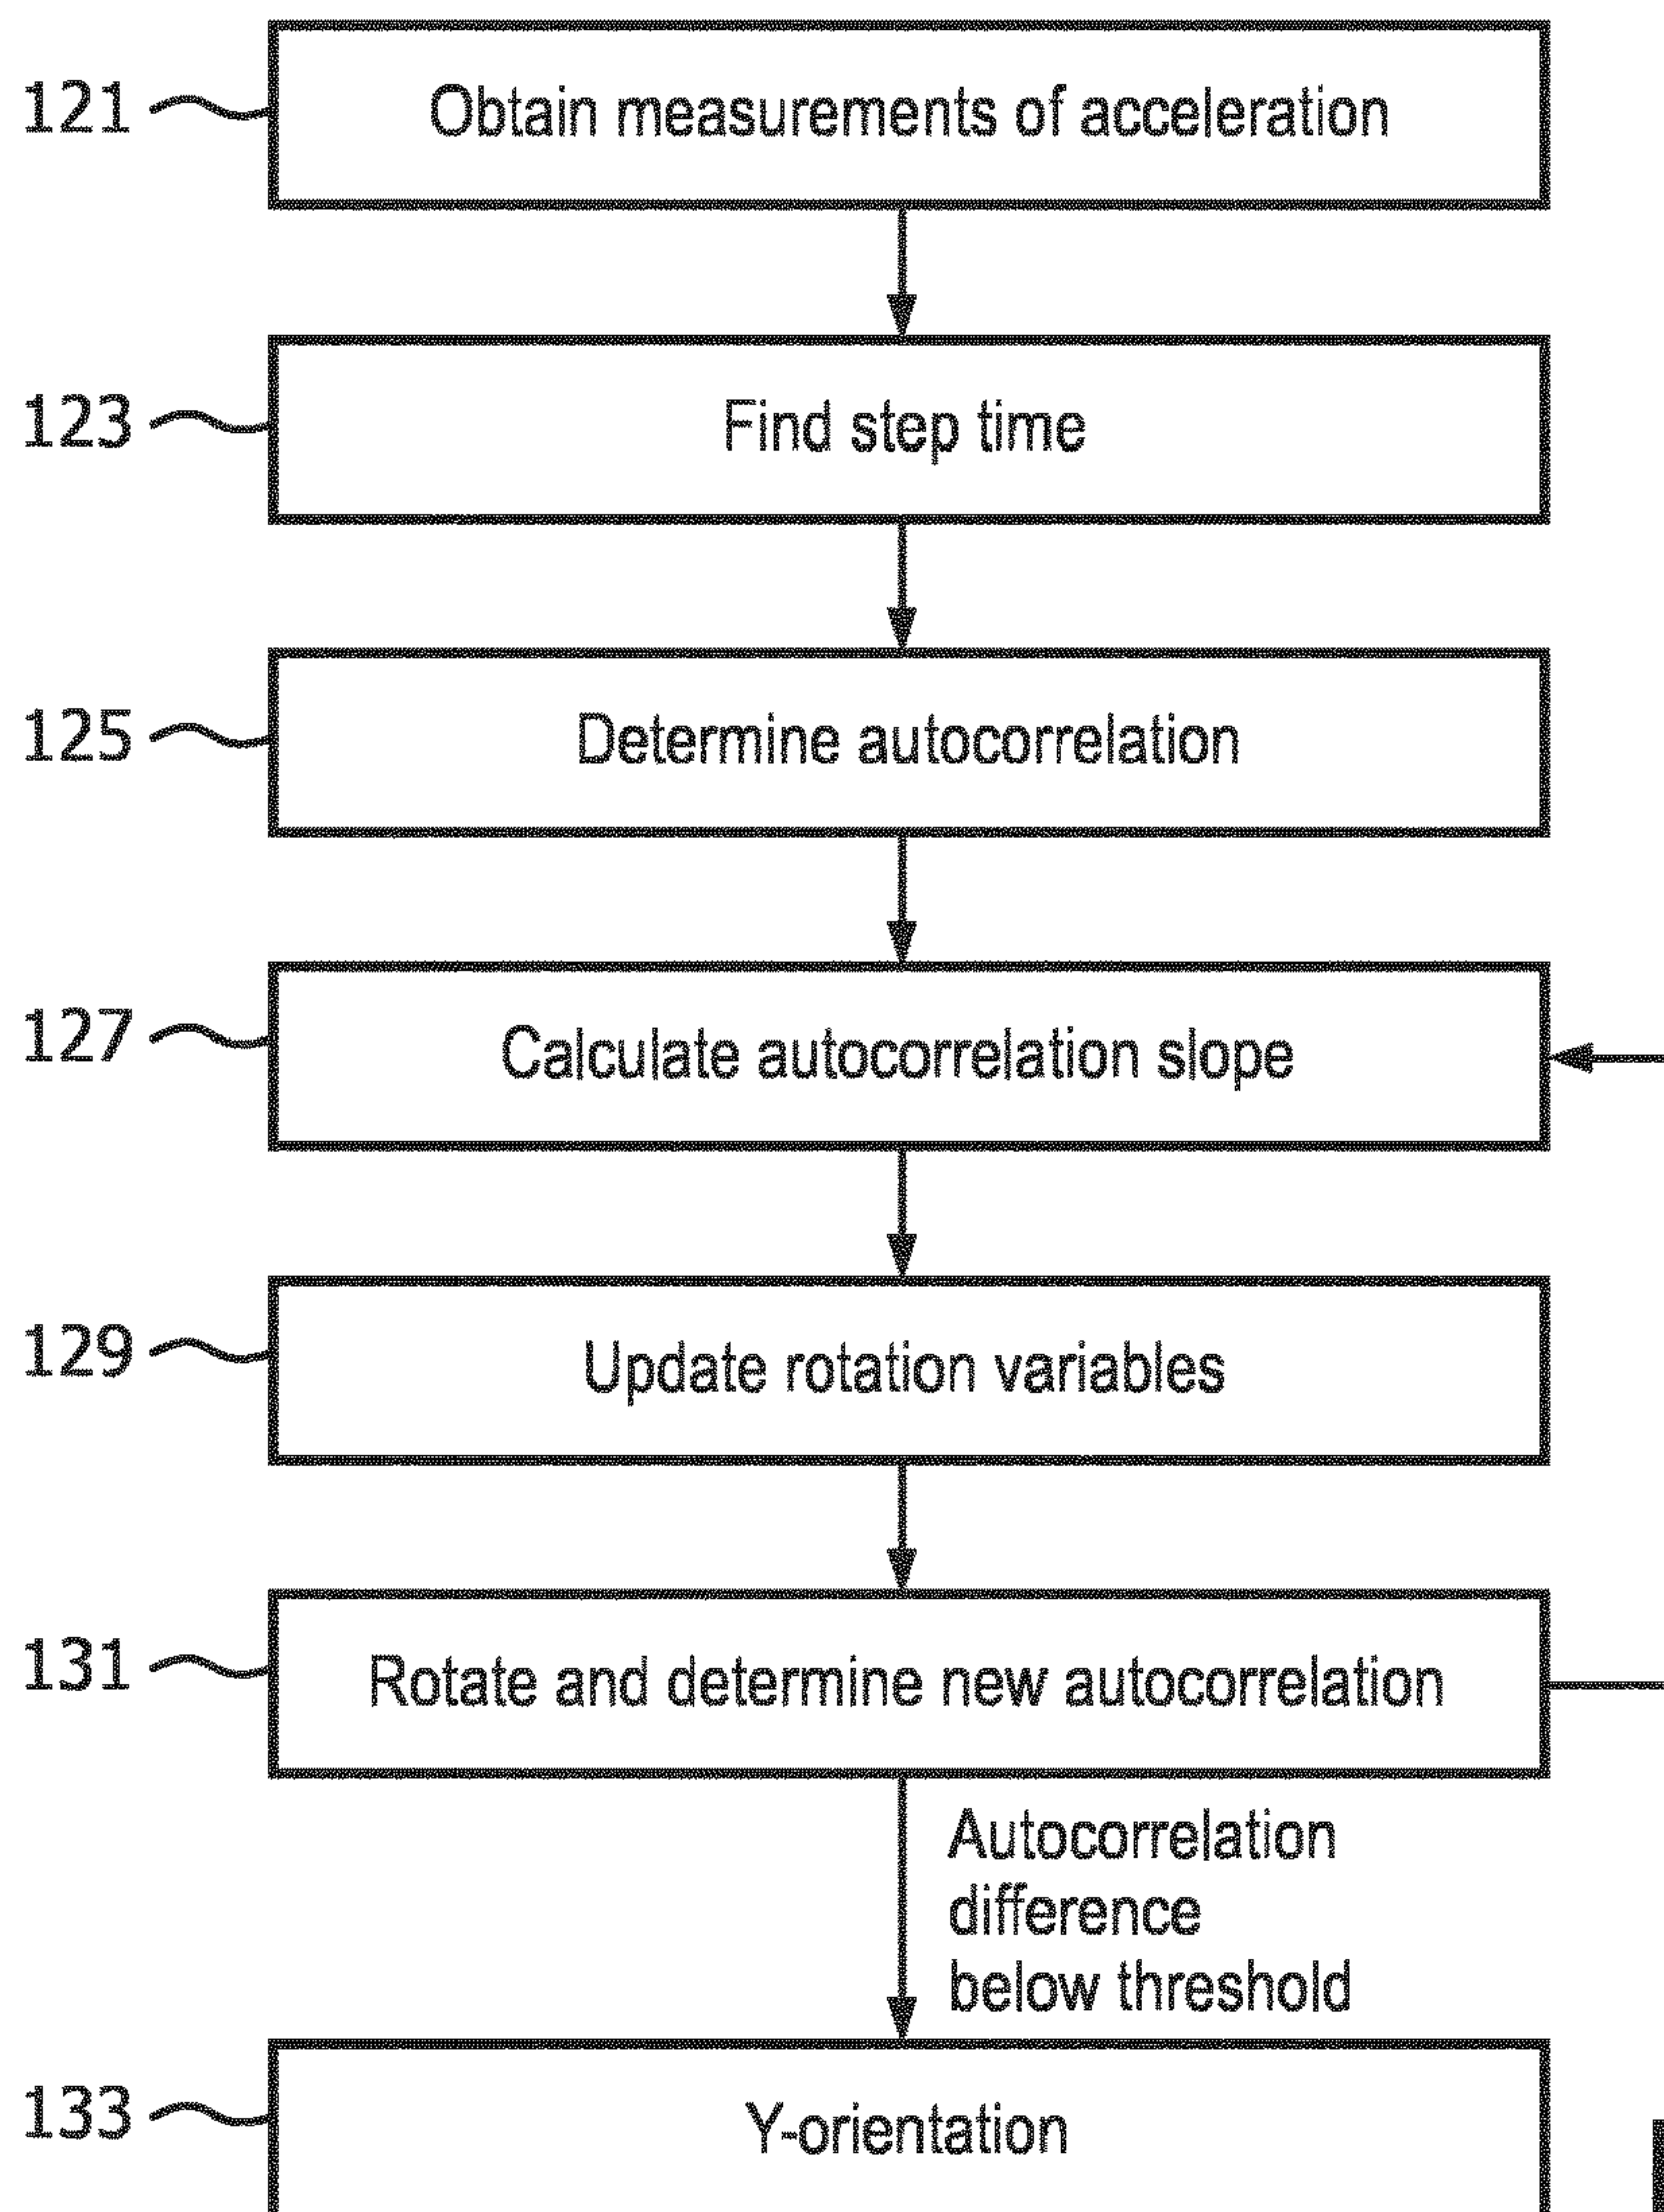 121 Obtain measurements of acceleration
123 Find step time
125 Determine autocorrelation
127 Calculate autocorrelation slope
129 Update rotation variables
131 Rotate and determine new autocorrelation
Autocorrelation
difference
below threshold
133 Y-orientation